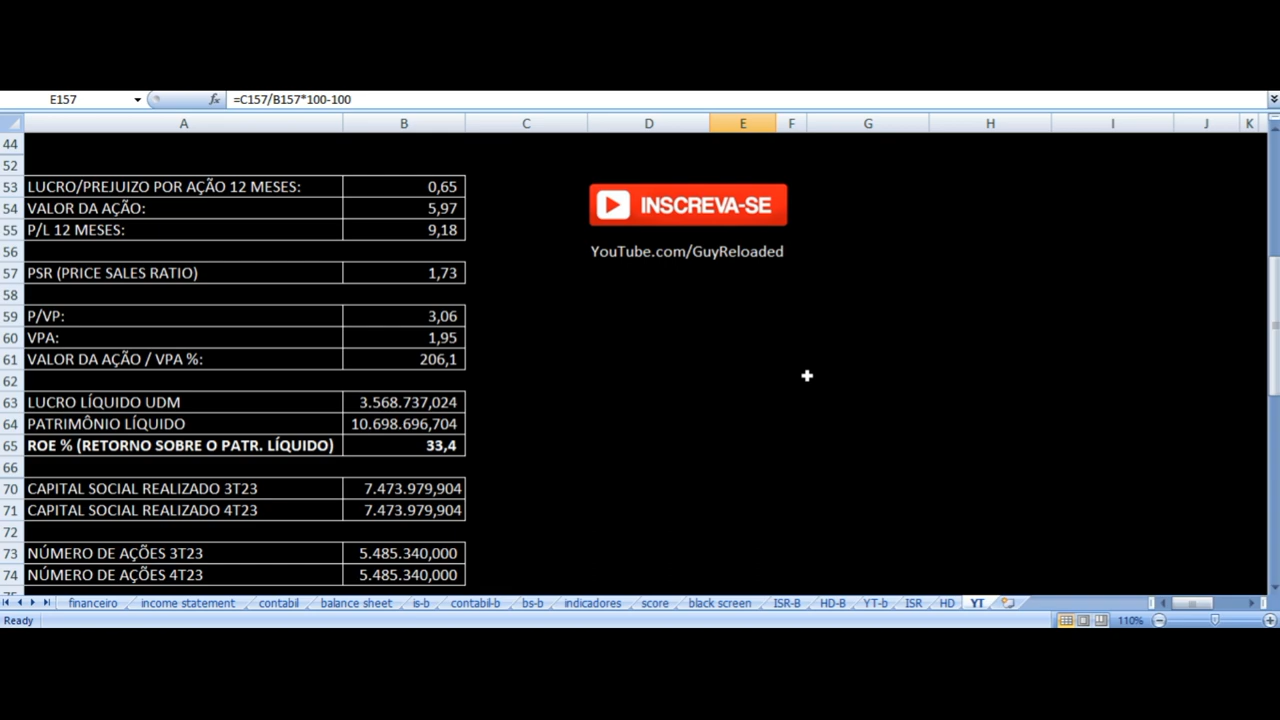 E157 fx =C157/B157*100-100
A B C D E F G H I J K
44
52
53 LUCRO/PREJUIZO POR AÇÃO 12 MESES: 0,65
54 VALOR DA AÇÃO: 5,97
INSCREVA-SE
55 P/L 12 MESES: 9,18
56 YouTube.com/GuyReloaded
57 PSR (PRICE SALES RATIO) 1,73
58
59 P/VP: 3,06
60 VPA: 1,95
61 VALOR DA AÇÃO / VPA %: 206,1
62
63 LUCRO LÍQUIDO UDM 3.568.737,024
64 PATRIMÔNIO LÍQUIDO 10.698.696,704
65 ROE % (RETORNO SOBRE O PATR. LÍQUIDO) 33,4
66
70 CAPITAL SOCIAL REALIZADO 3T23 7.473.979,904
71 CAPITAL SOCIAL REALIZADO 4T23 7.473.979,904
72
73 NÚMERO DE AÇÕES 3T23 5.485.340,000
74 NÚMERO DE AÇÕES 4T23 5.485.340,000
financeiro income statement contabil balance sheet is-b contabil-b bs-b indicadores score black screen ISR-B HD-B YT-b ISR HD YT
Ready 110%